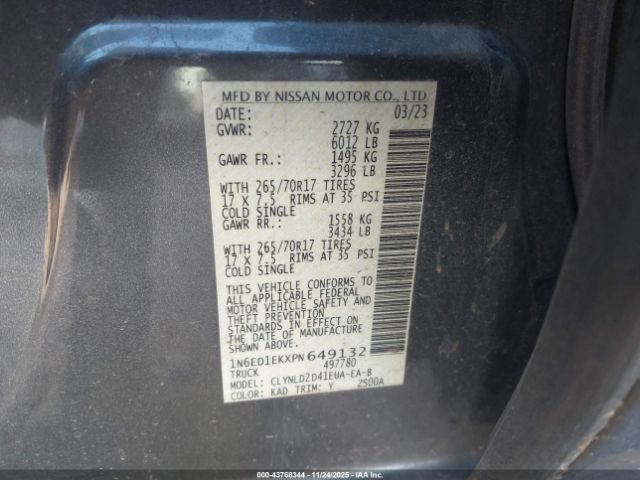 MFD BY NISSAN MOTOR CO., LTD
DATE: 03/23
GVWR: 2727 KG
6012 LB
GAWR FR.: 1495 KG
3296 LB
WITH 265/70R17 TIRES
17 X 7.5 RIMS AT 35 PSI
COLD SINGLE
GAWR RR.: 1558 KG
3434 LB
WITH 265/70R17 TIRES
17 X 7.5 RIMS AT 35 PSI
COLD SINGLE
THIS VEHICLE CONFORMS TO
ALL APPLICABLE FEDERAL
MOTOR VEHICLE SAFETY AND
THEFT PREVENTION
STANDARDS IN EFFECT ON
THE DATE OF MANUFACTURE
SHOWN ABOVE.
1N6ED1EKXPN649132
TRUCK 497780
MODEL: CLYNLD2D41EUA-EA-B
COLOR: KAD TRIM: Y ZS00A
000-43768344 - 11/24/2025 - IAA Inc.